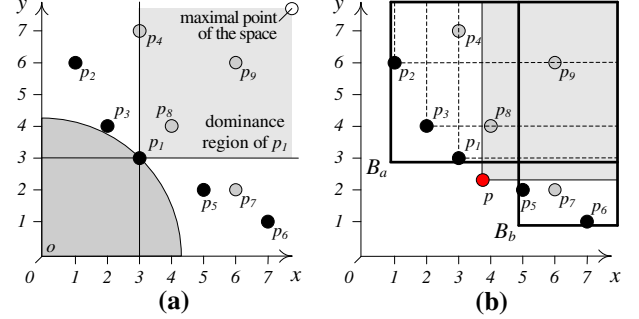 y
7
6
5
4
3
2
1
0
1
2
3
4
5
6
7
x
o
maximal point
of the space
dominance
region of p1
p4
p9
p2
p3
p8
p1
p5
p7
p6
(a)
y
7
6
5
4
3
2
1
0
1
2
3
4
5
6
7
x
p4
p9
p2
p3
p8
p1
Ba
p
p5
p7
p6
Bb
(b)